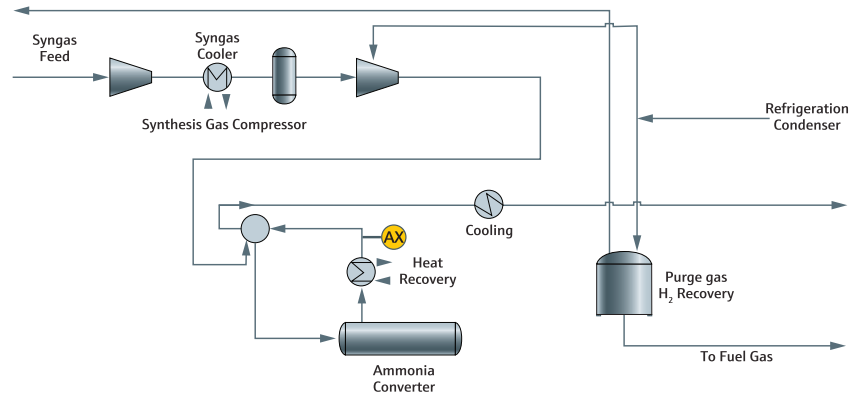 Syngas
Feed
Syngas
Cooler
Synthesis Gas Compressor
Refrigeration
Condenser
Cooling
AX
Heat
Recovery
Purge gas
H₂ Recovery
To Fuel Gas
Ammonia
Converter